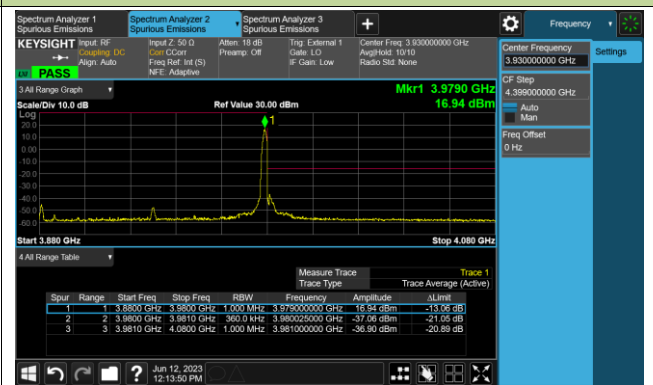 Spectrum Analyzer 1
Spurious Emissions
Spectrum Analyzer 2
Spurious Emissions
Spectrum Analyzer 3
Spurious Emissions
Frequency
KEYSIGHT
Input: RF
Coupling: DC
Align: Auto
Input Z: 50 Ω
Corr CCorr
Freq Ref: Int (S)
NFE: Adaptive
Atten: 18 dB
Preamp: Off
Trig: External 1
Gate: LO
IF Gain: Low
Center Freq: 3.930000000 GHz
Avg|Hold: 10/10
Radio Std: None
PASS
Center Frequency
3.930000000 GHz
Settings
CF Step
4.399000000 GHz
Auto
Man
Freq Offset
0 Hz
3 All Range Graph
Mkr1 3.9790 GHz
Scale/Div 10.0 dB
Ref Value 30.00 dBm
16.94 dBm
Log
1
20.0
10.0
0.00
-10.0
-20.0
-30.0
-40.0
-50.0
-60.0
Start 3.880 GHz
Stop 4.080 GHz
4 All Range Table
Measure Trace
Trace 1
Trace Type
Trace Average (Active)
Spur Range Start Freq Stop Freq RBW Frequency Amplitude ΔLimit
1 1 3.8800 GHz 3.9800 GHz 1.000 MHz 3.979000000 GHz 16.94 dBm -13.06 dB
2 2 3.9800 GHz 3.9810 GHz 360.0 kHz 3.980025000 GHz -37.06 dBm -21.05 dB
3 3 3.9810 GHz 4.0800 GHz 1.000 MHz 3.981000000 GHz -36.90 dBm -20.89 dB
Jun 12, 2023
12:13:50 PM